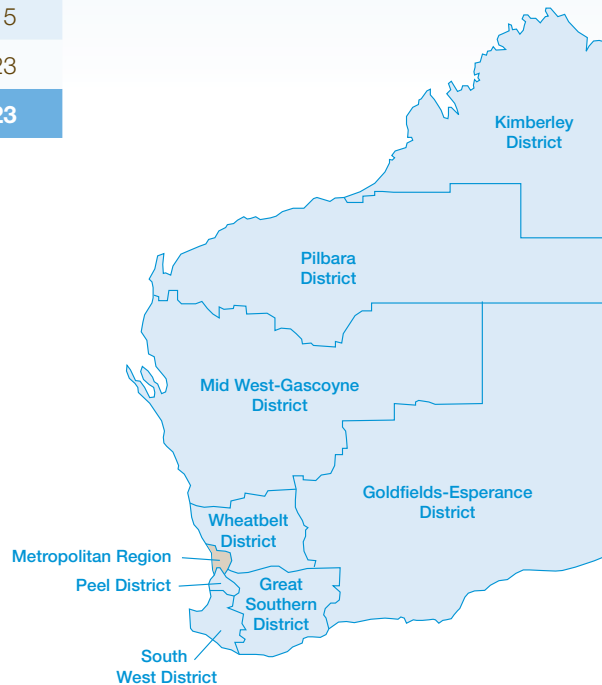 5
23
23
Kimberley
District
Pilbara
District
Mid West-Gascoyne
District
Goldfields-Esperance
District
Wheatbelt
District
Metropolitan Region
Peel District
Great
Southern
District
South
West District